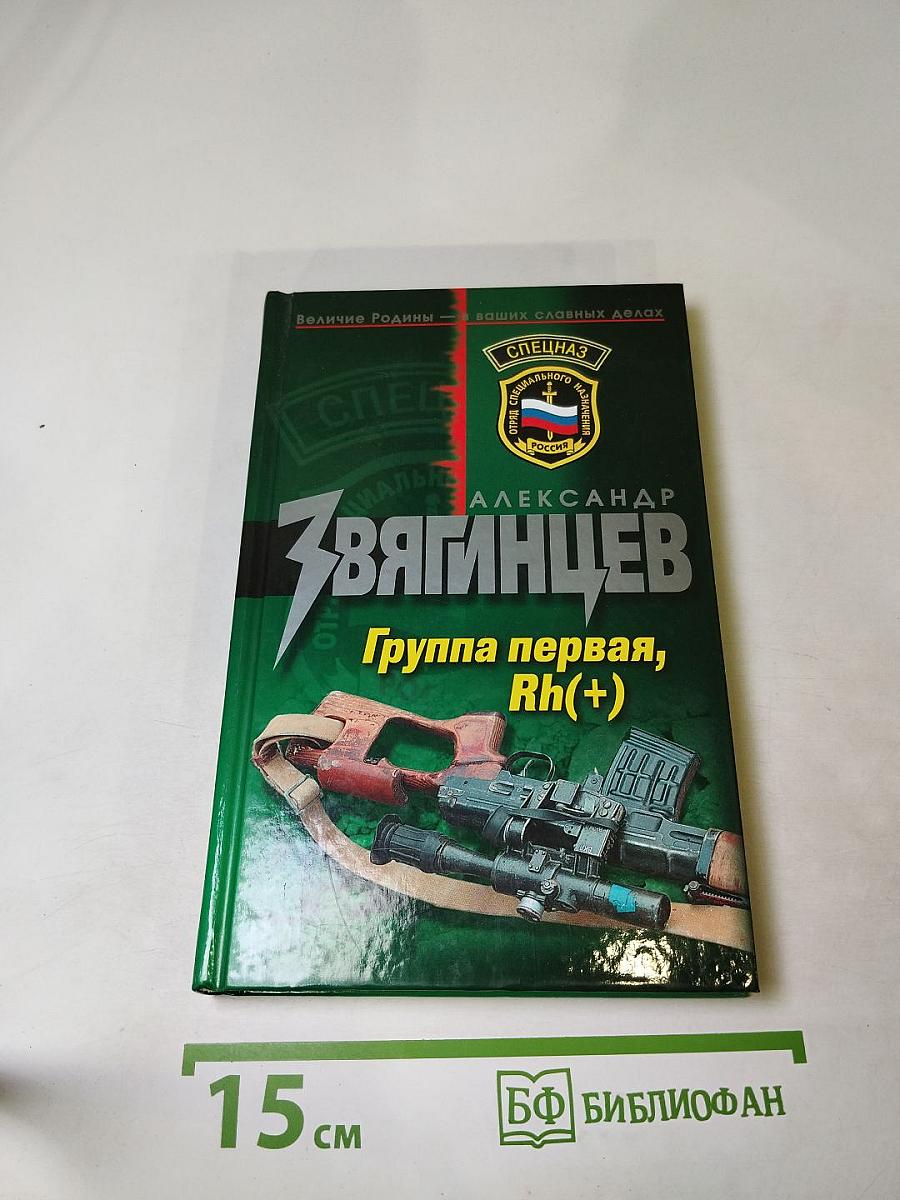 Величие Родины — в ваших славных делах
СПЕЦНАЗ
ОТРЯД СПЕЦИАЛЬНОГО НАЗНАЧЕНИЯ
РОССИЯ
АЛЕКСАНДР
ЗВЯГИНЦЕВ
Группа первая,
Rh(+)
15 см
БФ БИБЛИОФАН